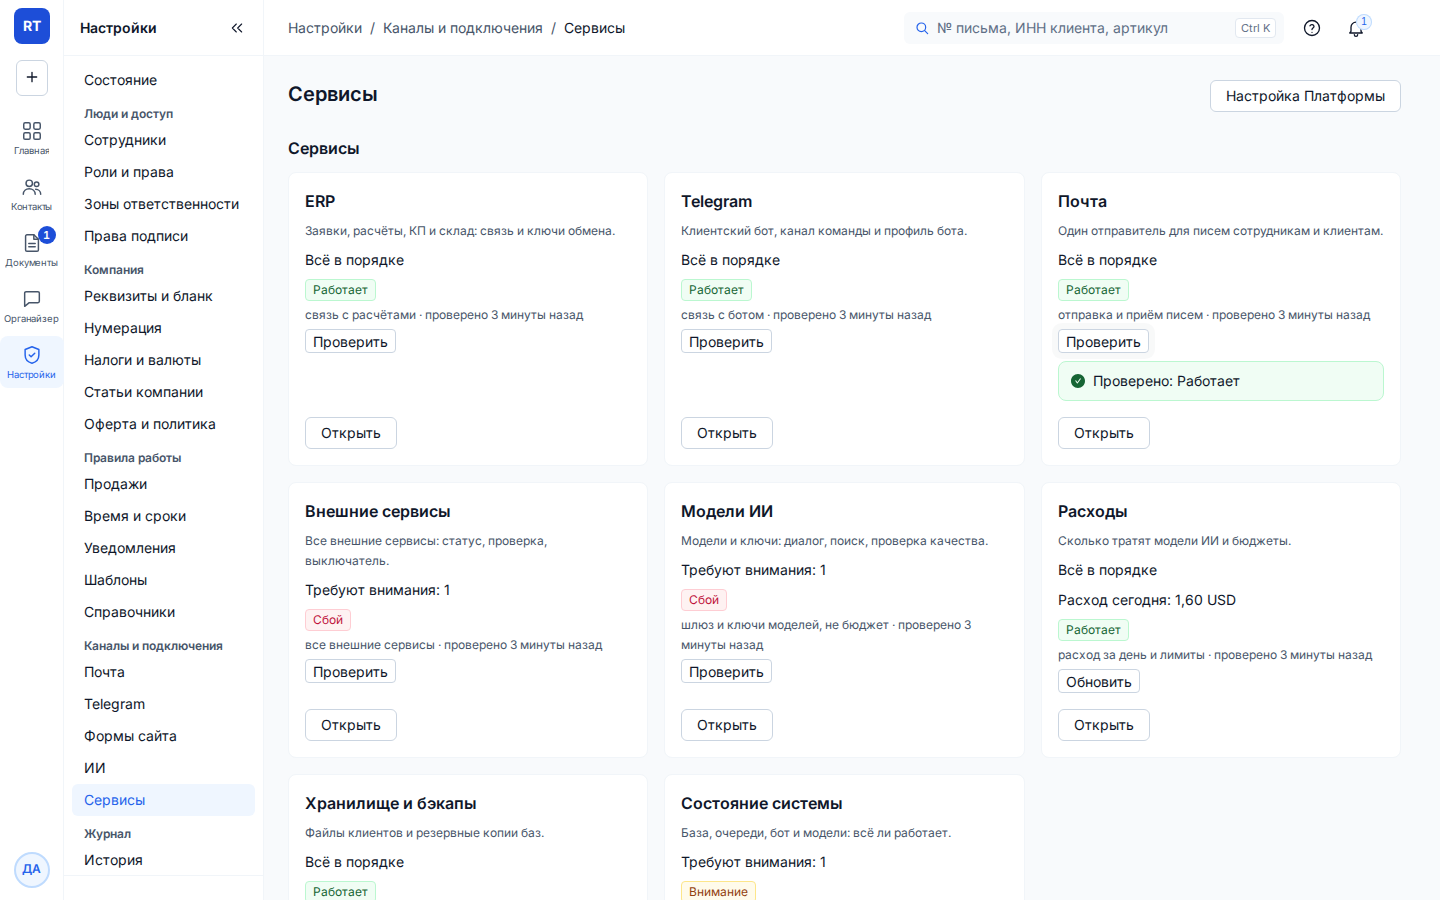 RT
Главная
Контакты
1
Документы
Органайзер
Настройки
ДА
Настройки
Состояние
Люди и доступ
Сотрудники
Роли и права
Зоны ответственности
Права подписи
Компания
Реквизиты и бланк
Нумерация
Налоги и валюты
Статьи компании
Оферта и политика
Правила работы
Продажи
Время и сроки
Уведомления
Шаблоны
Справочники
Каналы и подключения
Почта
Telegram
Формы сайта
ИИ
Сервисы
Журнал
История
Настройки / Каналы и подключения / Сервисы
№ письма, ИНН клиента, артикул
Ctrl K
1
Сервисы
Настройка Платформы
Сервисы
ERP
Заявки, расчёты, КП и склад: связь и ключи обмена.
Всё в порядке
Работает
связь с расчётами · проверено 3 минуты назад
Проверить
Открыть
Telegram
Клиентский бот, канал команды и профиль бота.
Всё в порядке
Работает
связь с ботом · проверено 3 минуты назад
Проверить
Открыть
Почта
Один отправитель для писем сотрудникам и клиентам.
Всё в порядке
Работает
отправка и приём писем · проверено 3 минуты назад
Проверить
Проверено: Работает
Открыть
Внешние сервисы
Все внешние сервисы: статус, проверка,
выключатель.
Требуют внимания: 1
Сбой
все внешние сервисы · проверено 3 минуты назад
Проверить
Открыть
Модели ИИ
Модели и ключи: диалог, поиск, проверка качества.
Требуют внимания: 1
Сбой
шлюз и ключи моделей, не бюджет · проверено 3
минуты назад
Проверить
Открыть
Расходы
Сколько тратят модели ИИ и бюджеты.
Всё в порядке
Расход сегодня: 1,60 USD
Работает
расход за день и лимиты · проверено 3 минуты назад
Обновить
Открыть
Хранилище и бэкапы
Файлы клиентов и резервные копии баз.
Всё в порядке
Работает
Состояние системы
База, очереди, бот и модели: всё ли работает.
Требуют внимания: 1
Внимание